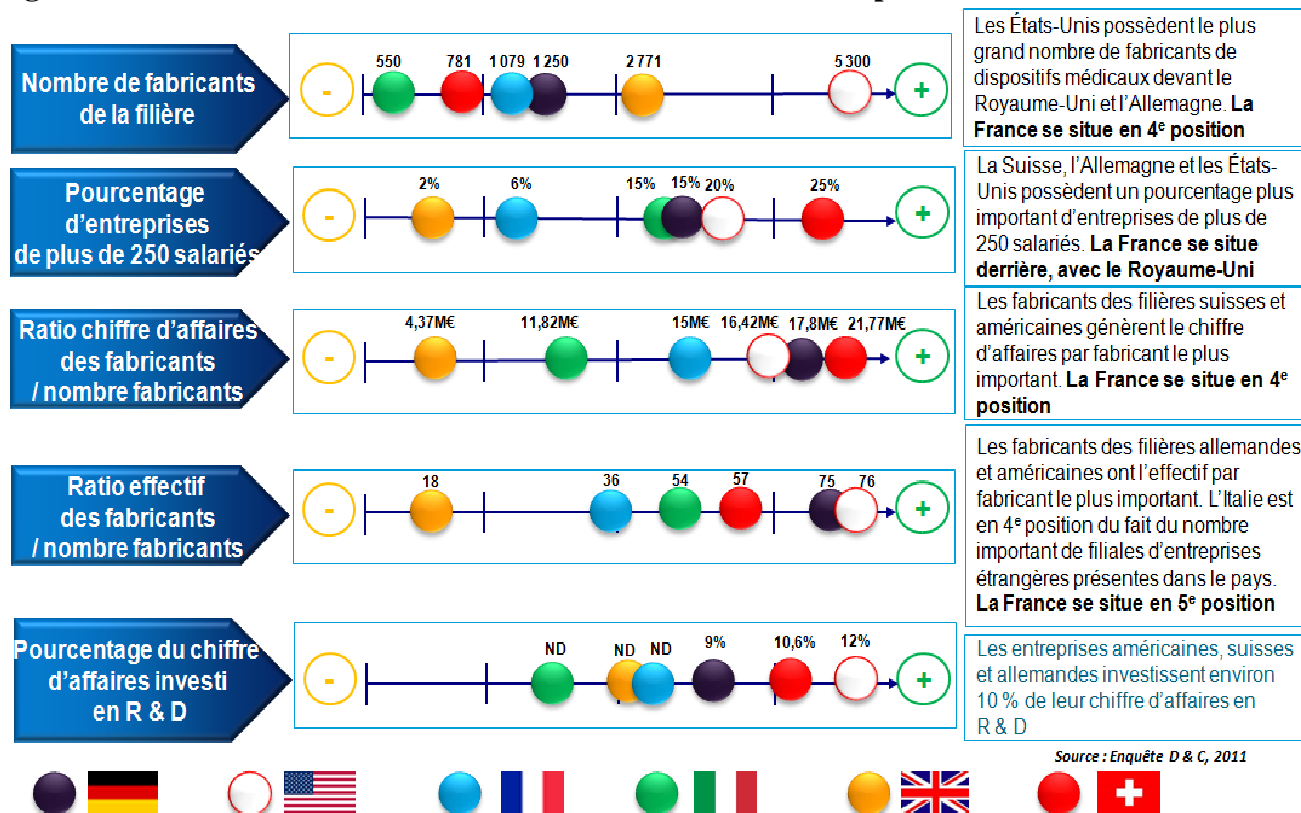 Nombre de fabricants
de la filière
-
550
781
1 079
1 250
2 771
5 300
+
Les États-Unis possèdent le plus
grand nombre de fabricants de
dispositifs médicaux devant le
Royaume-Uni et l'Allemagne. La
France se situe en 4e position
Pourcentage
d'entreprises
de plus de 250 salariés
-
2%
6%
15%
15%
20%
25%
+
La Suisse, l'Allemagne et les États-
Unis possèdent un pourcentage plus
important d'entreprises de plus de
250 salariés. La France se situe
derrière, avec le Royaume-Uni
Ratio chiffre d'affaires
des fabricants
/ nombre fabricants
-
4,37M€
11,82M€
15M€
16,42M€
17,8M€
21,77M€
+
Les fabricants des filières suisses et
américaines génèrent le chiffre
d'affaires par fabricant le plus
important. La France se situe en 4e
position
Ratio effectif
des fabricants
/ nombre fabricants
-
18
36
54
57
75
76
+
Les fabricants des filières allemandes
et américaines ont l'effectif par
fabricant le plus important. L'Italie est
en 4e position du fait du nombre
important de filiales d'entreprises
étrangères présentes dans le pays.
La France se situe en 5e position
Pourcentage du chiffre
d'affaires investi
en R & D
-
ND
ND
ND
9%
10,6%
12%
+
Les entreprises américaines, suisses
et allemandes investissent environ
10 % de leur chiffre d'affaires en
R & D
Source : Enquête D & C, 2011